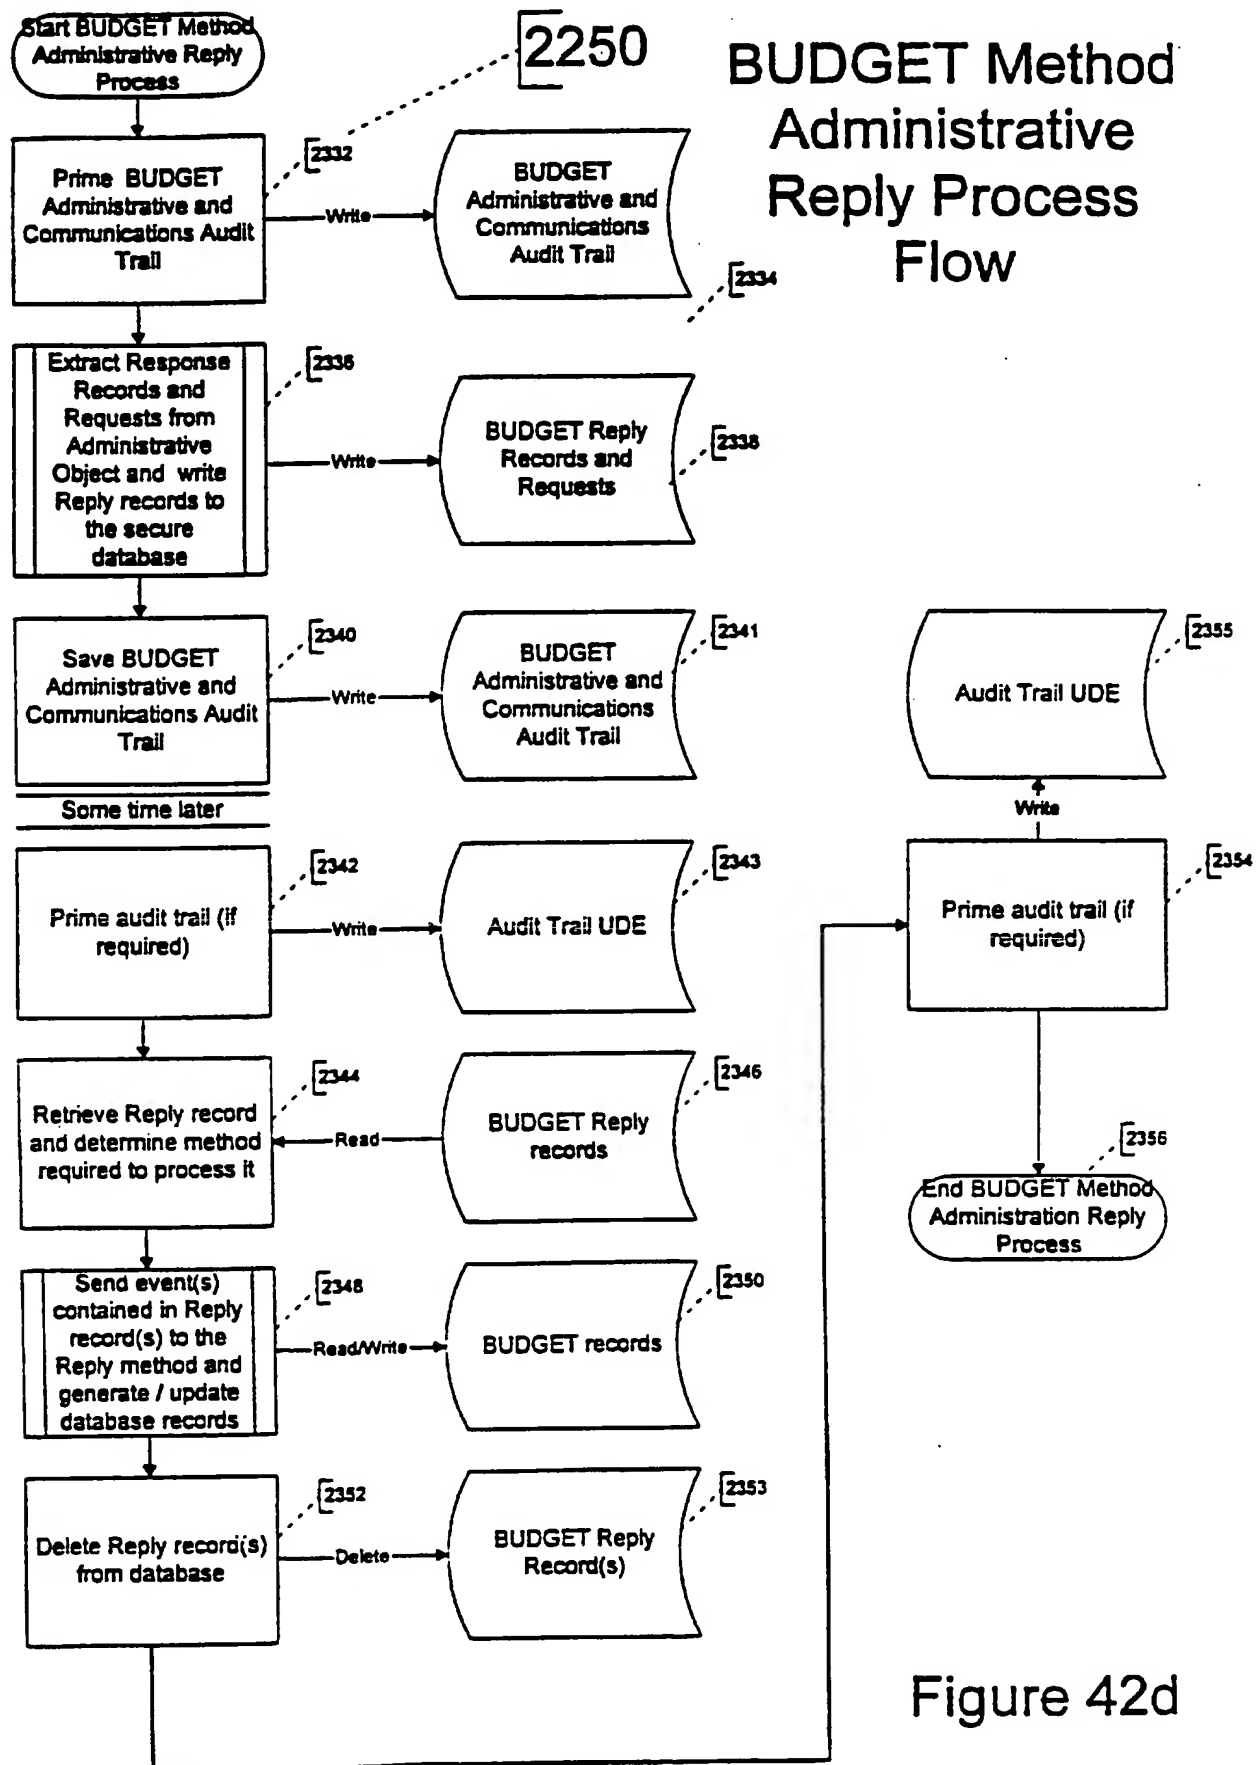 Start BUDGET Method
Administrative Reply
Process
2250
BUDGET Method
Administrative
Reply Process
Flow
Prime BUDGET
Administrative and
Communications Audit
Trail
2332
Write
BUDGET
Administrative and
Communications
Audit Trail
2334
Extract Response
Records and
Requests from
Administrative
Object and write
Reply records to
the secure
database
2336
Write
BUDGET Reply
Records and
Requests
2338
Save BUDGET
Administrative and
Communications Audit
Trail
2340
Write
BUDGET
Administrative and
Communications
Audit Trail
2341
Some time later
Prime audit trail (if
required)
2342
Write
Audit Trail UDE
2343
Retrieve Reply record
and determine method
required to process it
2344
Read
BUDGET Reply
records
2346
Send event(s)
contained in Reply
record(s) to the
Reply method and
generate / update
database records
2348
Read/Write
BUDGET records
2350
Delete Reply record(s)
from database
2352
Delete
BUDGET Reply
Record(s)
2353
Audit Trail UDE
2355
Write
Prime audit trail (if
required)
2354
2356
End BUDGET Method
Administration Reply
Process
Figure 42d